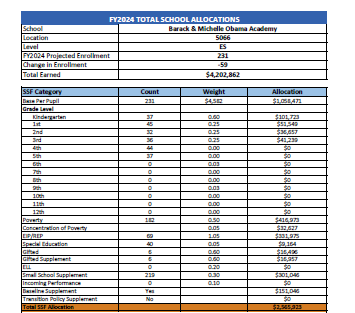 FY2024 TOTAL SCHOOL ALLOCATIONS
School Barack & Michelle Obama Academy
Location 5066
Level ES
FY2024 Projected Enrollment 231
Change in Enrollment -59
Total Earned $4,202,862
SSF Category Count Weight Allocation
Base Per Pupil 231 $4,582 $1,058,471
Grade Level
Kindergarten 37 0.60 $101,723
1st 45 0.25 $51,549
2nd 32 0.25 $36,657
3rd 36 0.25 $41,239
4th 44 0.00 $0
5th 37 0.00 $0
6th 0 0.03 $0
7th 0 0.00 $0
8th 0 0.00 $0
9th 0 0.03 $0
10th 0 0.00 $0
11th 0 0.00 $0
12th 0 0.00 $0
Poverty 182 0.50 $416,973
Concentration of Poverty 0.05 $32,627
EIP/REP 69 1.05 $331,975
Special Education 40 0.05 $9,164
Gifted 6 0.60 $16,496
Gifted Supplement 6 0.60 $16,957
ELL 0 0.20 $0
Small School Supplement 219 0.30 $301,046
Incoming Performance 0 0.10 $0
Baseline Supplement Yes $151,046
Transition Policy Supplement No $0
Total SSF Allocation $2,565,923